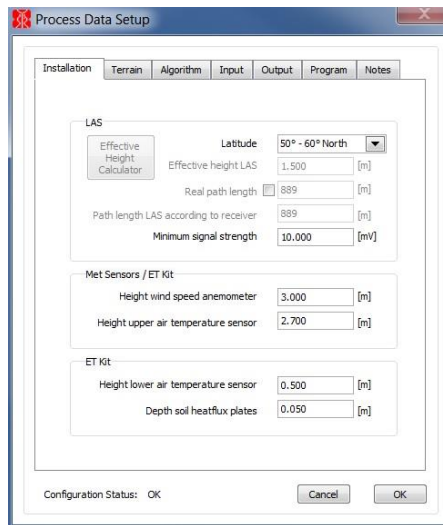 Process Data Setup
Installation Terrain Algorithm Input Output Program Notes
LAS
Effective Height Calculator
Latitude 50° - 60° North
Effective height LAS 1.500 [m]
Real path length 889 [m]
Path length LAS according to receiver 889 [m]
Minimum signal strength 10.000 [mV]
Met Sensors / ET Kit
Height wind speed anemometer 3.000 [m]
Height upper air temperature sensor 2.700 [m]
ET Kit
Height lower air temperature sensor 0.500 [m]
Depth soil heatflux plates 0.050 [m]
Configuration Status: OK Cancel OK